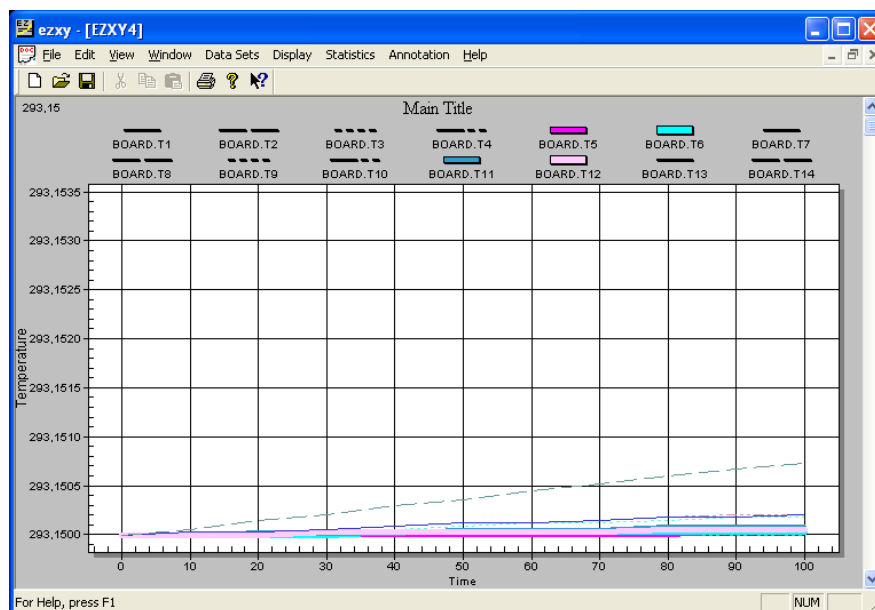 ezxy - [EZXY4]
File Edit View Window Data Sets Display Statistics Annotation Help
293,15
Main Title
BOARD.T1 BOARD.T2 BOARD.T3 BOARD.T4 BOARD.T5 BOARD.T6 BOARD.T7
BOARD.T8 BOARD.T9 BOARD.T10 BOARD.T11 BOARD.T12 BOARD.T13 BOARD.T14
293,1535
293,1530
293,1525
293,1520
293,1515
293,1510
293,1505
293,1500
Temperature
0 10 20 30 40 50 60 70 80 90 100
Time
For Help, press F1 NUM